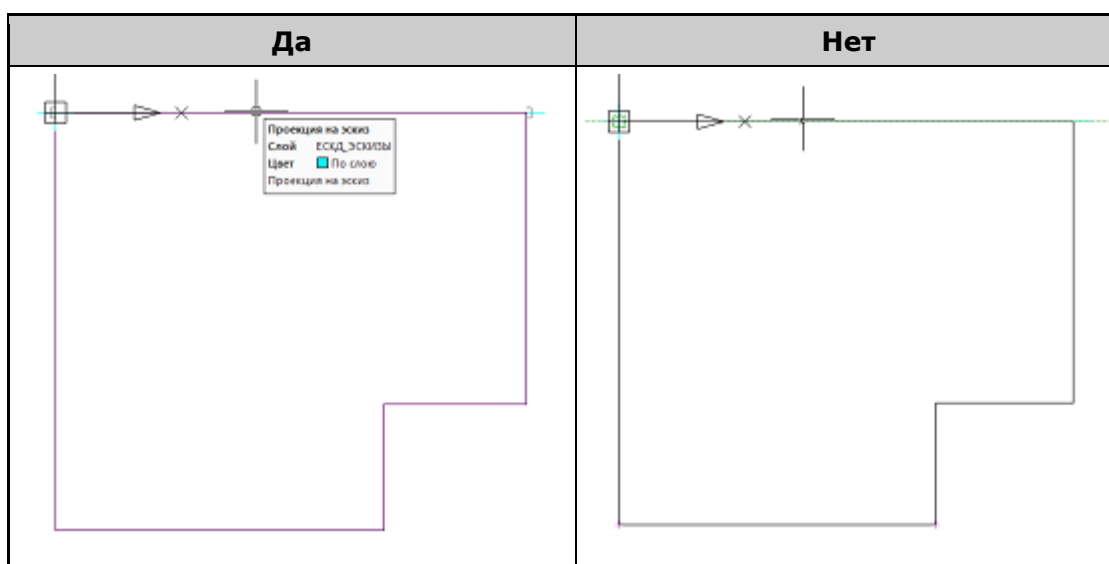 Да
Нет
Проекция на эскиз
Слой ЕСКД_ЭСКИЗЫ
Цвет По слою
Проекция на эскиз